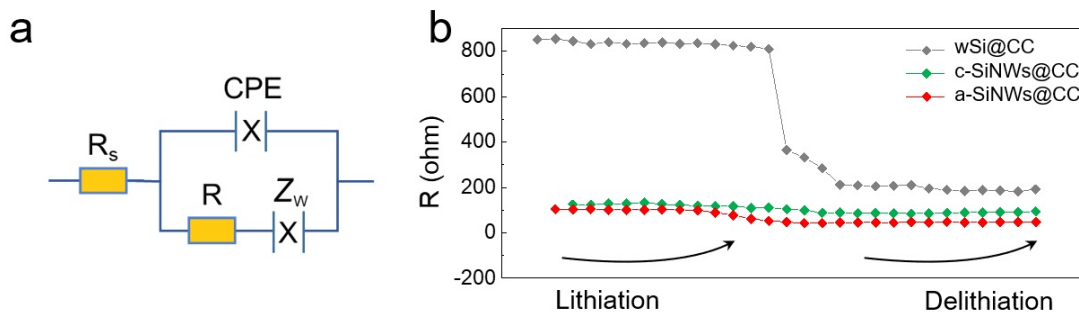 a
CPE
X
Rs
R
Zw
X
b
R (ohm)
800
600
400
200
0
-200
wSi@CC
c-SiNWs@CC
a-SiNWs@CC
Lithiation
Delithiation